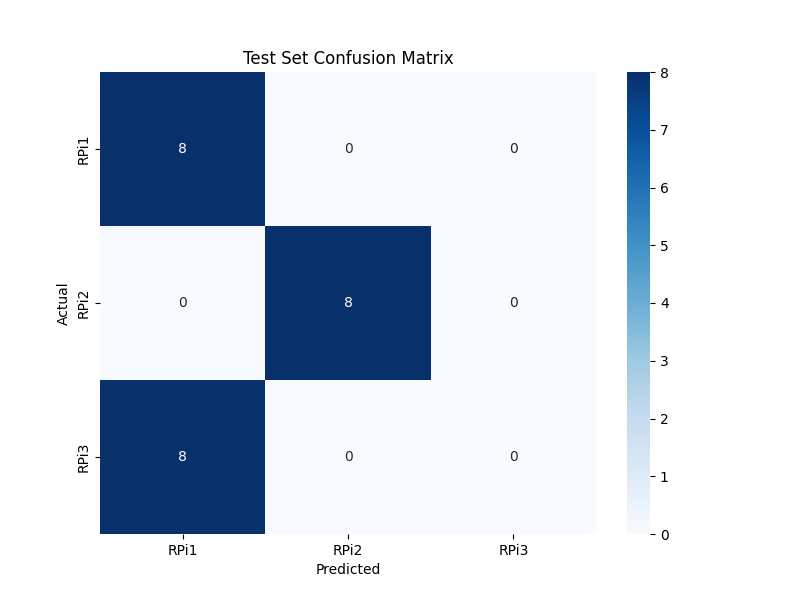 Test Set Confusion Matrix
Actual
RPi1
8 0 0
RPi2
0 8 0
RPi3
8 0 0
RPi1 RPi2 RPi3
Predicted
8
7
6
5
4
3
2
1
0